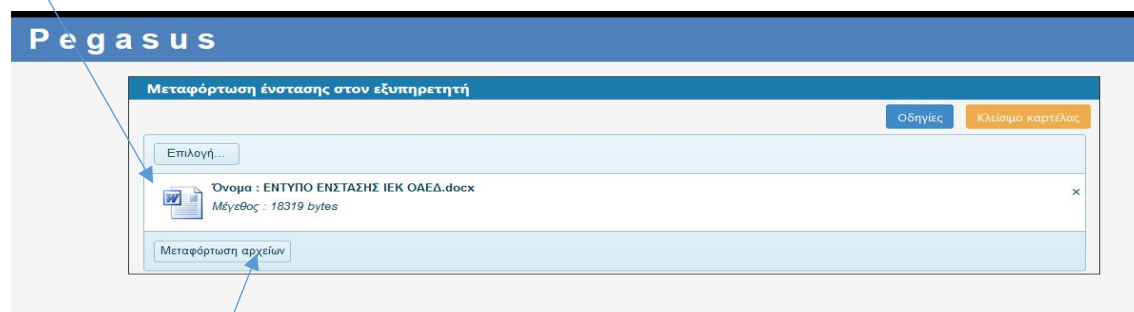 Pegasus
Μεταφόρτωση ένστασης στον εξυπηρετητή
Οδηγίες Κλείσιμο καρτέλας
Επιλογή...
Όνομα : ΕΝΤΥΠΟ ΕΝΣΤΑΣΗΣ ΙΕΚ ΟΑΕΔ.docx
Μέγεθος : 18319 bytes
Μεταφόρτωση αρχείων